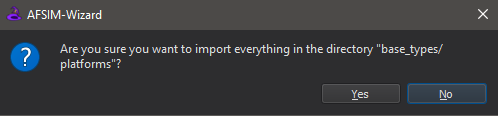 AFSIM-Wizard
Are you sure you want to import everything in the directory "base_types/
platforms"?
Yes
No